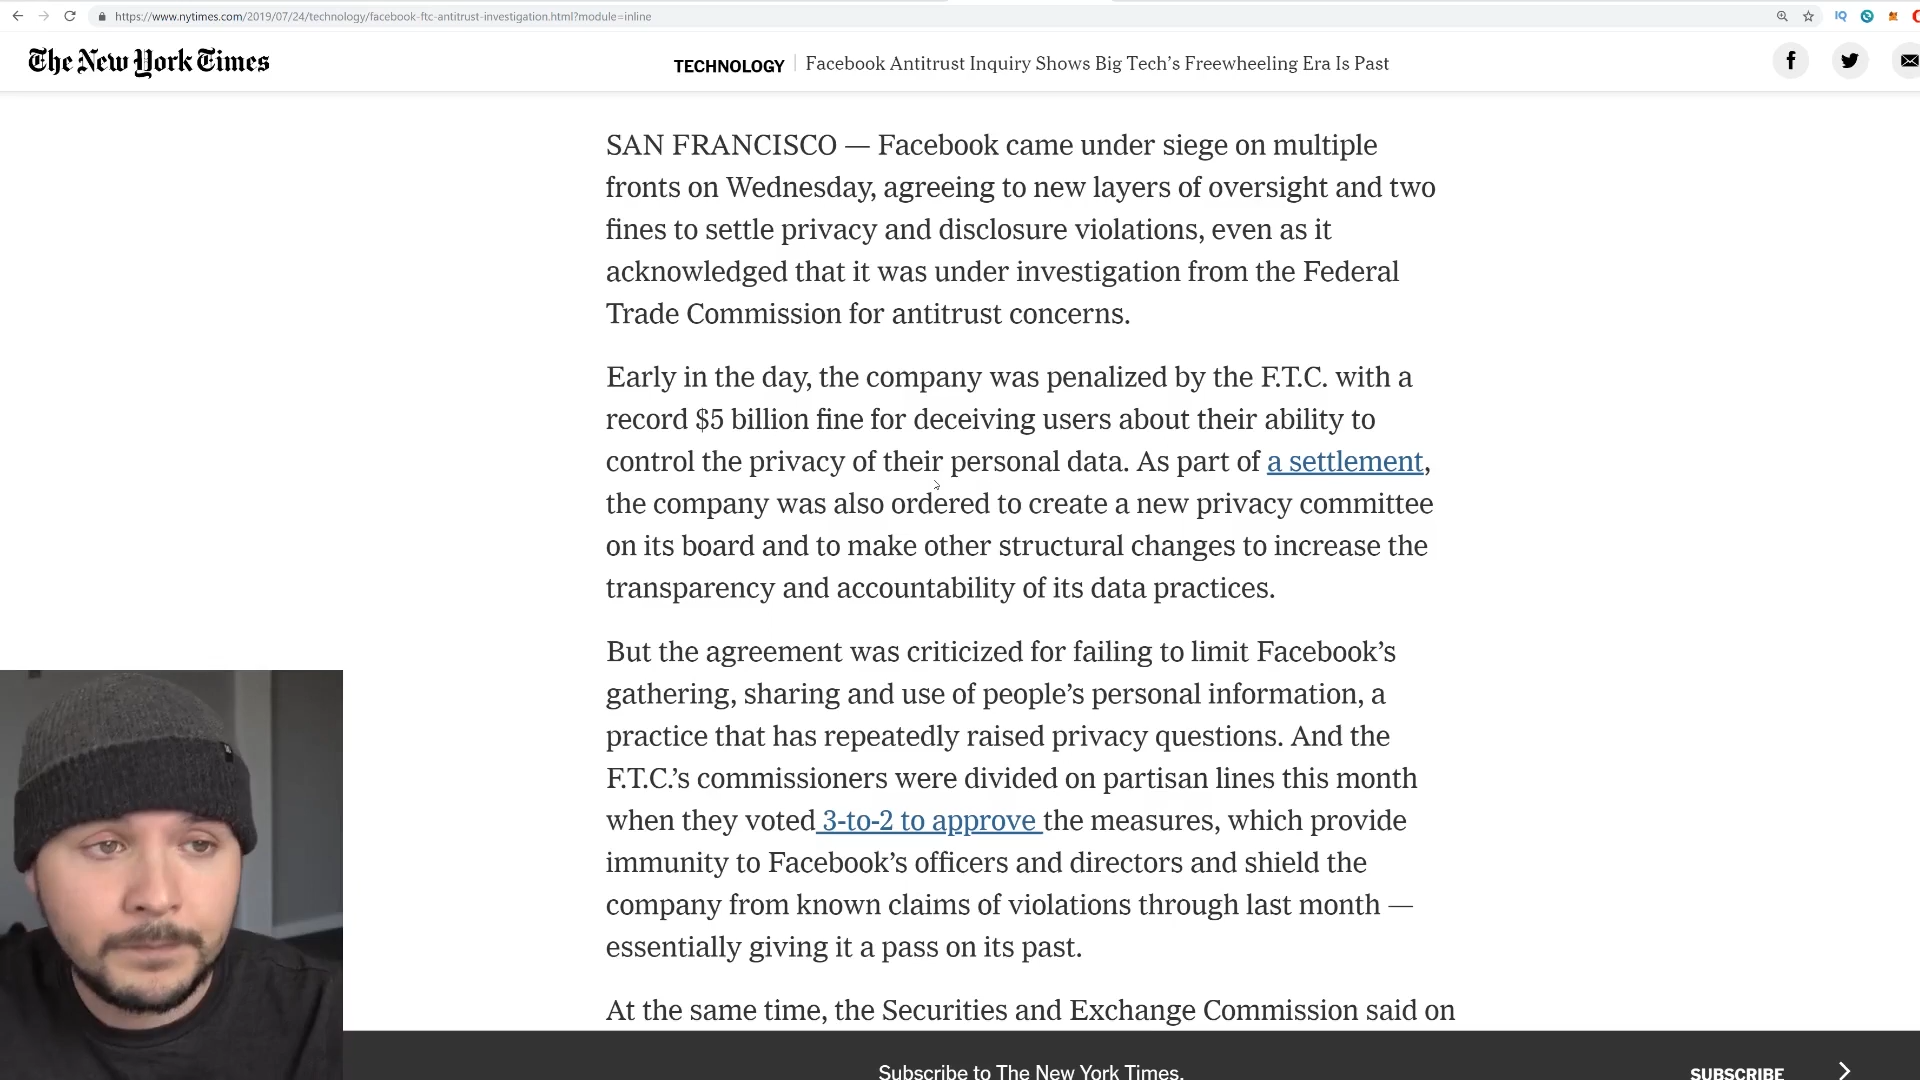 https://www.nytimes.com/2019/07/24/technology/facebook-ftc-antitrust-investigation.html?module=inline
IQ
The New York Times
TECHNOLOGY
Facebook Antitrust Inquiry Shows Big Tech’s Freewheeling Era Is Past
SAN FRANCISCO — Facebook came under siege on multiple
fronts on Wednesday, agreeing to new layers of oversight and two
fines to settle privacy and disclosure violations, even as it
acknowledged that it was under investigation from the Federal
Trade Commission for antitrust concerns.
Early in the day, the company was penalized by the F.T.C. with a
record $5 billion fine for deceiving users about their ability to
control the privacy of their personal data. As part of a settlement,
the company was also ordered to create a new privacy committee
on its board and to make other structural changes to increase the
transparency and accountability of its data practices.
But the agreement was criticized for failing to limit Facebook’s
gathering, sharing and use of people’s personal information, a
practice that has repeatedly raised privacy questions. And the
F.T.C.’s commissioners were divided on partisan lines this month
when they voted 3-to-2 to approve the measures, which provide
immunity to Facebook’s officers and directors and shield the
company from known claims of violations through last month —
essentially giving it a pass on its past.
At the same time, the Securities and Exchange Commission said on
Subscribe to The New York Times.
SUBSCRIBE